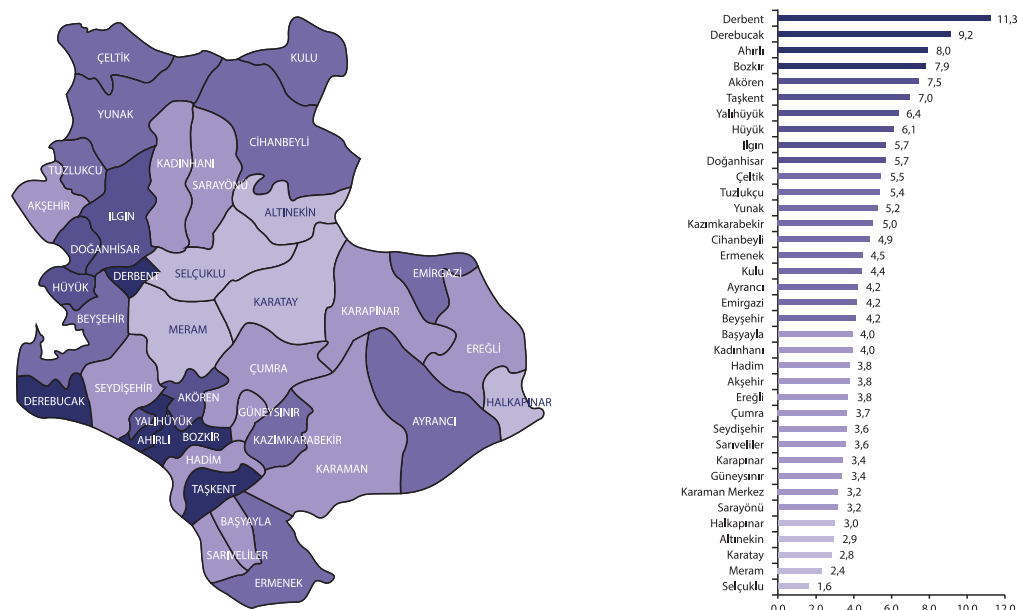 ÇELTİK
KULU
YUNAK
CİHANBEYLİ
KADINHANI
TUZLUKCU
SARAYÖNÜ
AKŞEHİR
ALTINEKİN
ILGIN
DOĞANHİSAR
SELÇUKLU
DERBENT
EMİRGAZİ
HÜYÜK
KARATAY
KARAPINAR
BEYŞEHİR
MERAM
EREĞLİ
ÇUMRA
SEYDİŞEHİR
DEREBUCAK
AKÖREN
HALKAPINAR
GÜNEYSINIR
YALIHÜYÜK
AYRANCI
AHİRLİ
BOZKİR
KAZIMKARABEKİR
HADİM
KARAMAN
TAŞKENT
BAŞYAYLA
SARIVELİLER
ERMENEK
Derbent 11,3
Derebucak 9,2
Ahırlı 8,0
Bozkır 7,9
Akören 7,5
Taşkent 7,0
Yalıhüyük 6,4
Hüyük 6,1
Ilgın 5,7
Doğanhisar 5,7
Çeltik 5,5
Tuzlukçu 5,4
Yunak 5,2
Kazımkarabekir 5,0
Cihanbeyli 4,9
Ermenek 4,5
Kulu 4,4
Ayrancı 4,2
Emirgazi 4,2
Beyşehir 4,2
Başyayla 4,0
Kadınhanı 4,0
Hadim 3,8
Akşehir 3,8
Ereğli 3,8
Çumra 3,7
Seydişehir 3,6
Sarıveliler 3,6
Karapınar 3,4
Güneysınır 3,4
Karaman Merkez 3,2
Sarayönü 3,2
Halkapınar 3,0
Altınekin 2,9
Karatay 2,8
Meram 2,4
Selçuklu 1,6
0,0 2,0 4,0 6,0 8,0 10,0 12,0